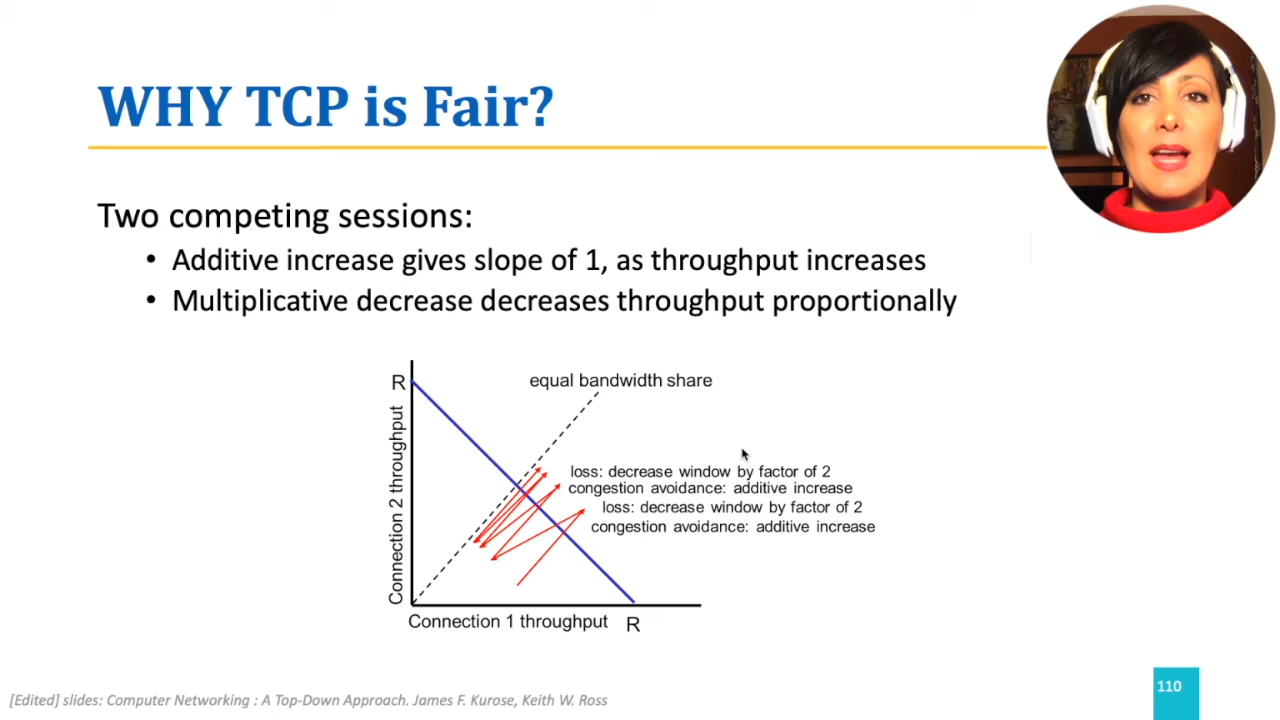 WHY TCP is Fair?
Two competing sessions:
• Additive increase gives slope of 1, as throughput increases
• Multiplicative decrease decreases throughput proportionally
R
equal bandwidth share
Connection 2 throughput
loss: decrease window by factor of 2
congestion avoidance: additive increase
loss: decrease window by factor of 2
congestion avoidance: additive increase
Connection 1 throughput
R
[Edited] slides: Computer Networking : A Top-Down Approach. James F. Kurose, Keith W. Ross
110